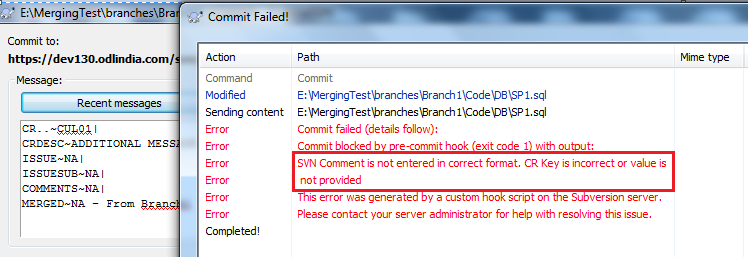 E:\MergingTest\branches\Bran
Commit to:
https://dev130.odlindia.com/
Message:
Recent messages
CR..~CUL01|
CRDESC~ADDITIONAL MESSA
ISSUE~NA|
ISSUESUB~NA|
COMMENTS~NA|
MERGED~NA - From Branch
Commit Failed!
Action Path Mime type
Command Commit
Modified E:\MergingTest\branches\Branch1\Code\DB\SP1.sql
Sending content E:\MergingTest\branches\Branch1\Code\DB\SP1.sql
Error Commit failed (details follow):
Error Commit blocked by pre-commit hook (exit code 1) with output:
Error SVN Comment is not entered in correct format. CR Key is incorrect or value is
Error not provided
Error This error was generated by a custom hook script on the Subversion server.
Error Please contact your server administrator for help with resolving this issue.
Completed!